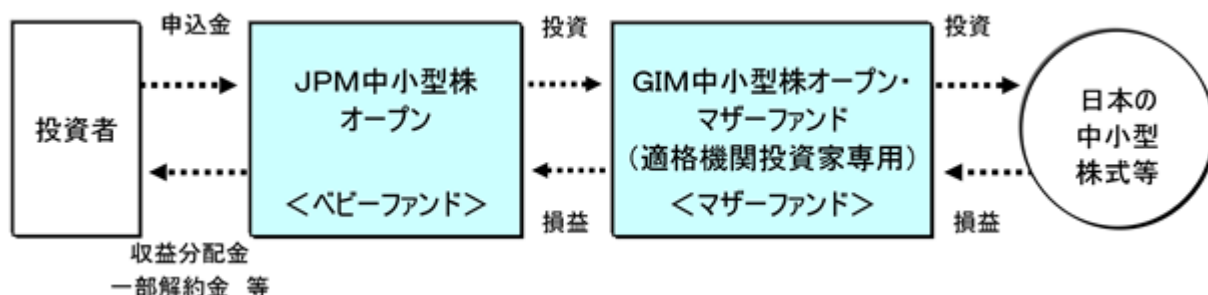 申込金
投資
投資
投資者
JPM中小型株
オープン
<ベビーファンド>
GIM中小型株オープン・
マザーファンド
(適格機関投資家専用)
<マザーファンド>
日本の
中小型
株式等
収益分配金
一部解約金 等
損益
損益